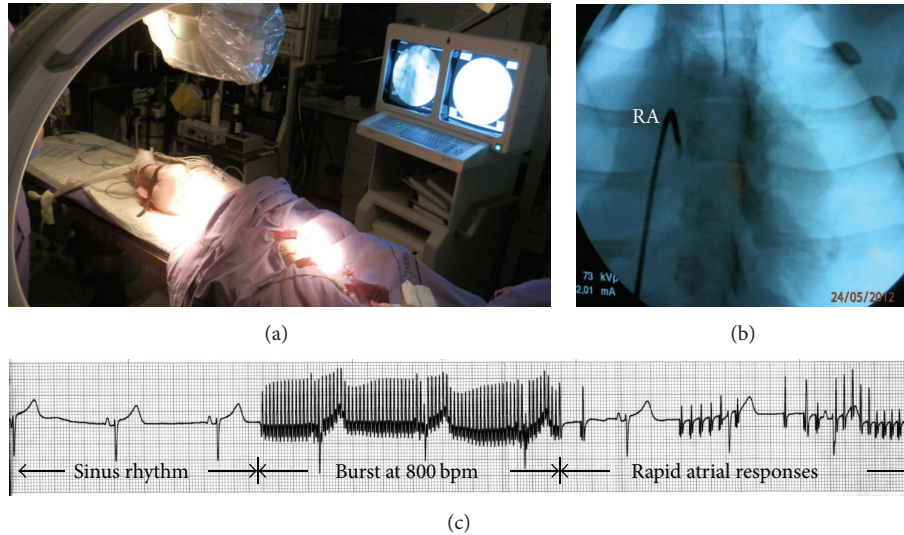 RA
73 kVp
2,01 mA
24/05/2012
(a)
(b)
Sinus rhythm
Burst at 800 bpm
Rapid atrial responses
(c)